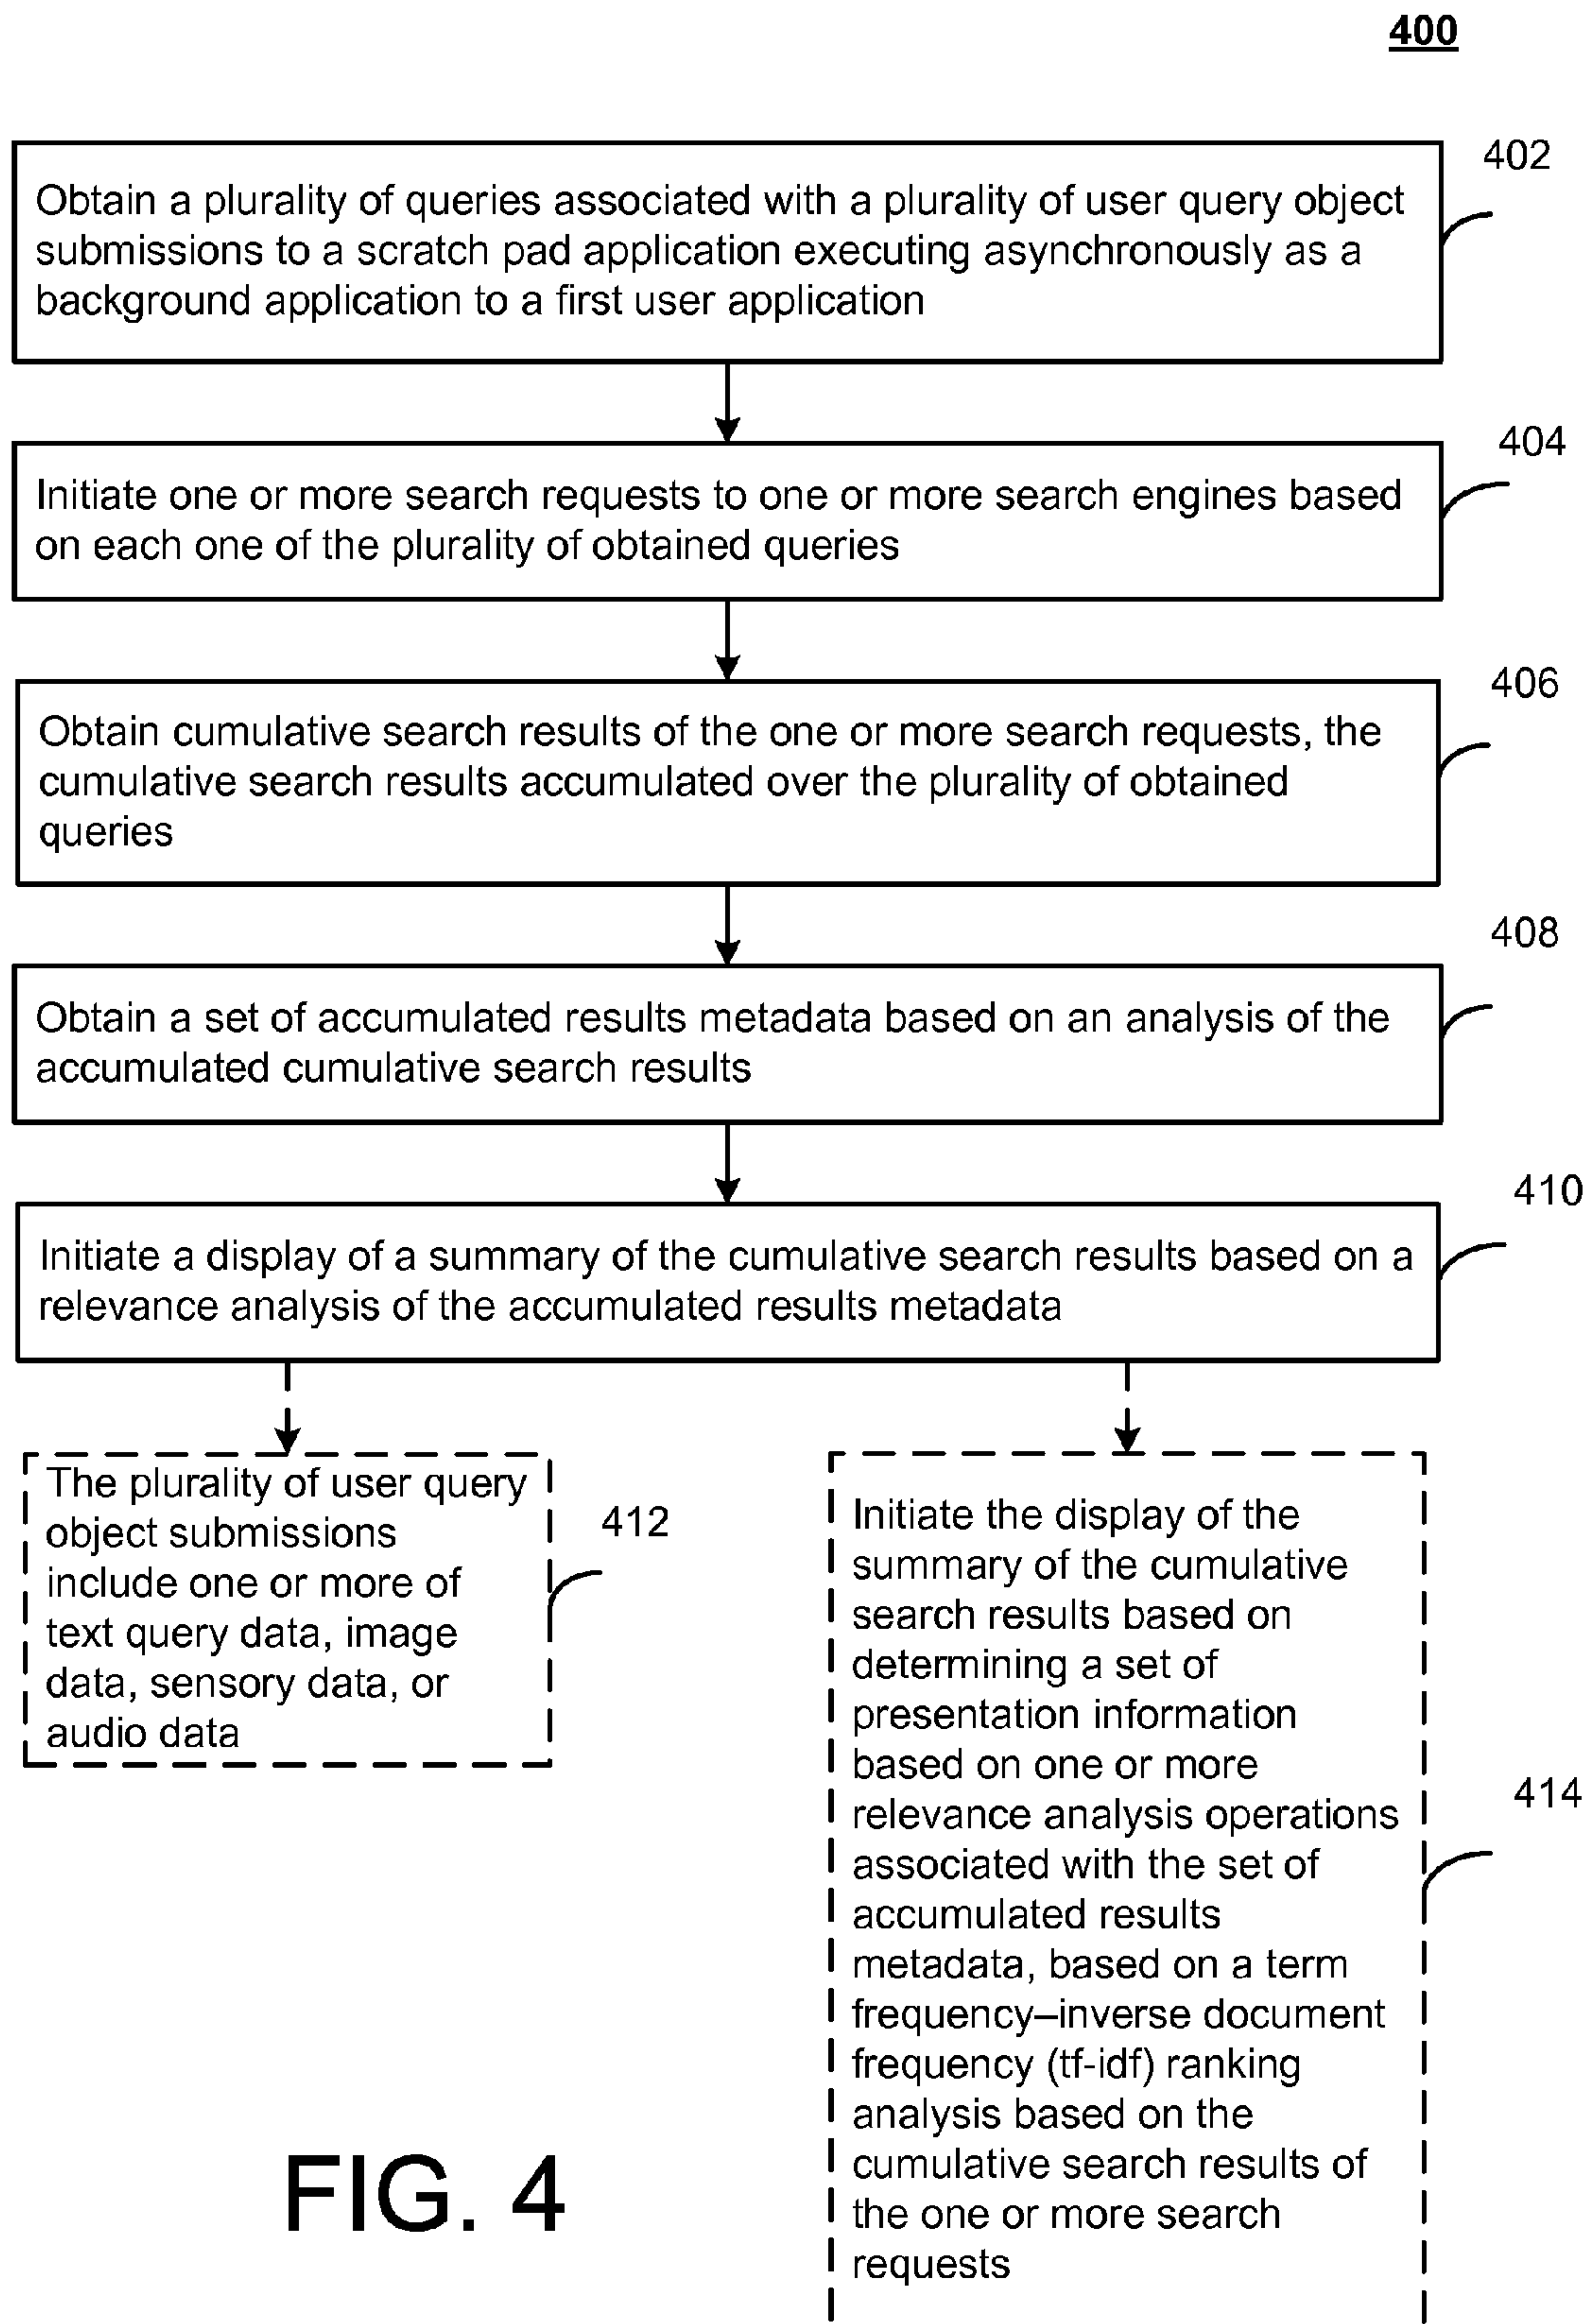 400
402
Obtain a plurality of queries associated with a plurality of user query object
submissions to a scratch pad application executing asynchronously as a
background application to a first user application
404
Initiate one or more search requests to one or more search engines based
on each one of the plurality of obtained queries
406
Obtain cumulative search results of the one or more search requests, the
cumulative search results accumulated over the plurality of obtained
queries
408
Obtain a set of accumulated results metadata based on an analysis of the
accumulated cumulative search results
410
Initiate a display of a summary of the cumulative search results based on a
relevance analysis of the accumulated results metadata
The plurality of user query
object submissions
include one or more of
text query data, image
data, sensory data, or
audio data
412
Initiate the display of the
summary of the cumulative
search results based on
determining a set of
presentation information
based on one or more
relevance analysis operations
associated with the set of
accumulated results
metadata, based on a term
frequency–inverse document
frequency (tf-idf) ranking
analysis based on the
cumulative search results of
the one or more search
requests
414
FIG. 4